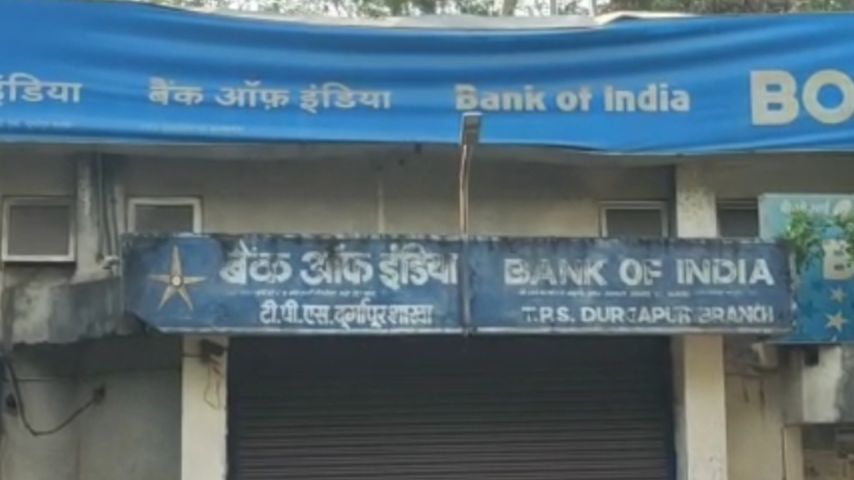 इंडिया बैंक ऑफ़ इंडिया Bank of India BO
बैंक ऑफ इंडिया BANK OF INDIA
टी.पी.एस.दुर्गापुर शाखा T.P.S. DURGAPUR BRANCH
B